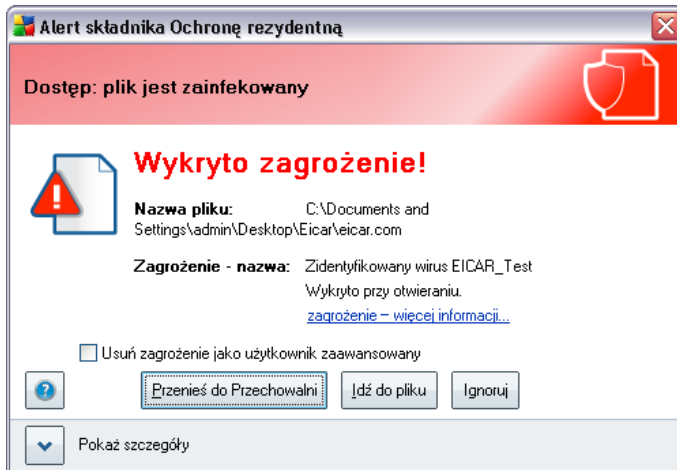 Alert składnika Ochronę rezydentną
Dostęp: plik jest zainfekowany
Wykryto zagrożenie!
Nazwa pliku: C:\Documents and
Settings\admin\Desktop\Eicar\eicar.com
Zagrożenie - nazwa: Zidentyfikowany wirus EICAR_Test
Wykryto przy otwieraniu.
zagrożenie – więcej informacji...
Usuń zagrożenie jako użytkownik zaawansowany
Przenieś do Przechowalni Idź do pliku Ignoruj
Pokaż szczegóły